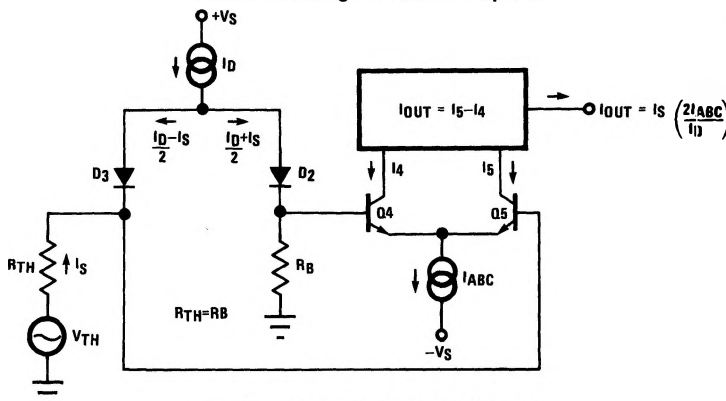 +VS
ID
ID/2 − IS
ID/2 + IS
D3
D2
IOUT = I5−I4
IOUT = IS (2IABC/ID)
I4
I5
Q4
Q5
RTH
IS
RB
IABC
RTH=RB
VTH
−VS